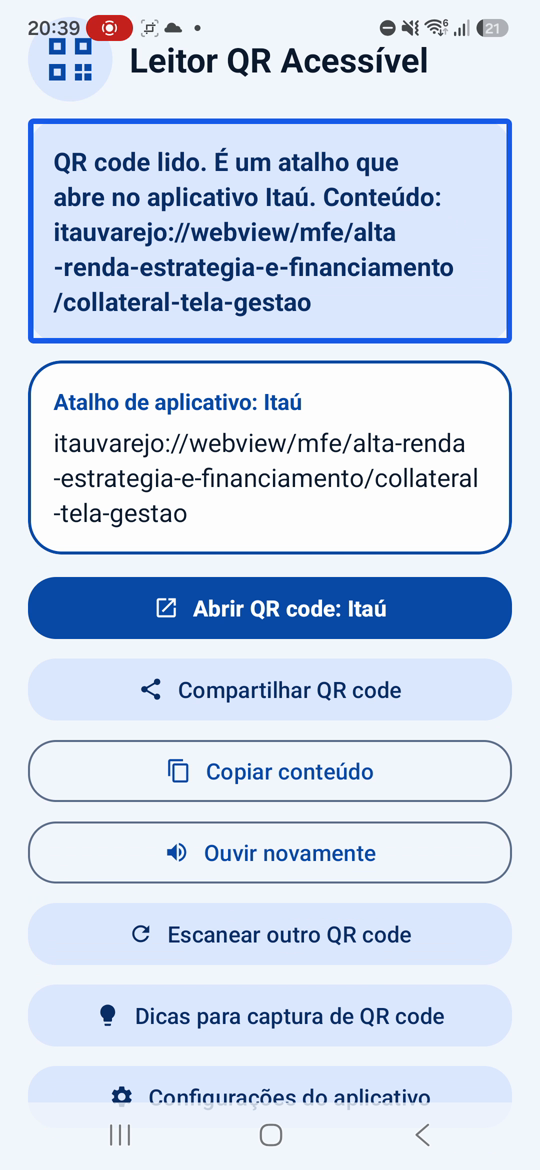 20:39
6
21
Leitor QR Acessível
QR code lido. É um atalho que
abre no aplicativo Itaú. Conteúdo:
itauvarejo://webview/mfe/alta
-renda-estrategia-e-financiamento
/collateral-tela-gestao
Atalho de aplicativo: Itaú
itauvarejo://webview/mfe/alta-renda
-estrategia-e-financiamento/collateral
-tela-gestao
Abrir QR code: Itaú
Compartilhar QR code
Copiar conteúdo
Ouvir novamente
Escanear outro QR code
Dicas para captura de QR code
Configurações do aplicativo